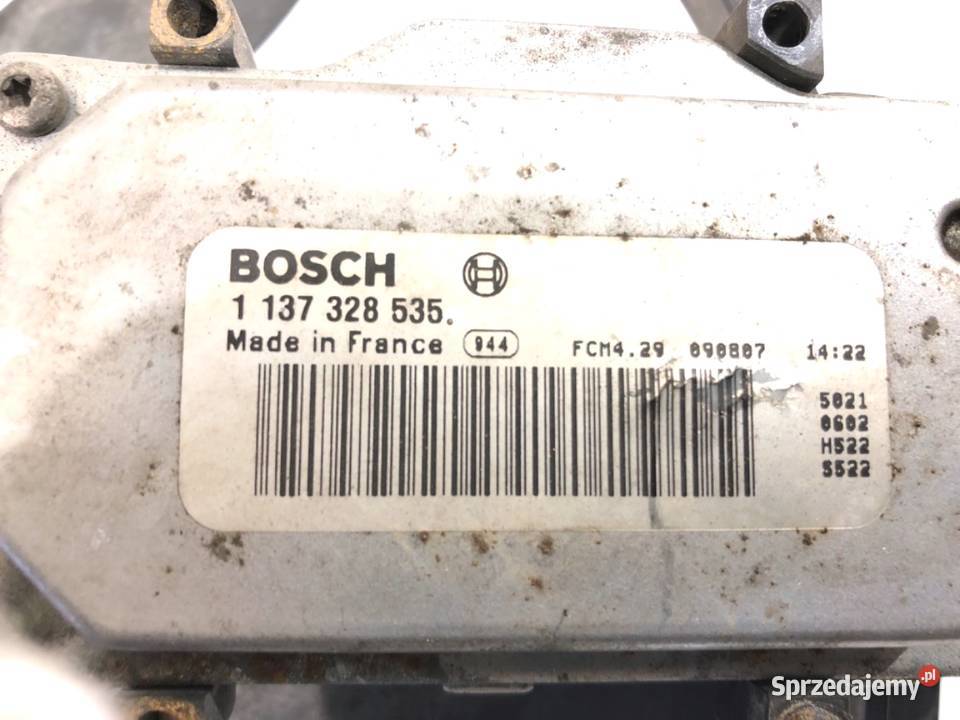 BOSCH
1 137 328 535.
Made in France 944 FCM4.29 090807 14:22
5021
0602
H522
S522
Sprzedajemy.pl